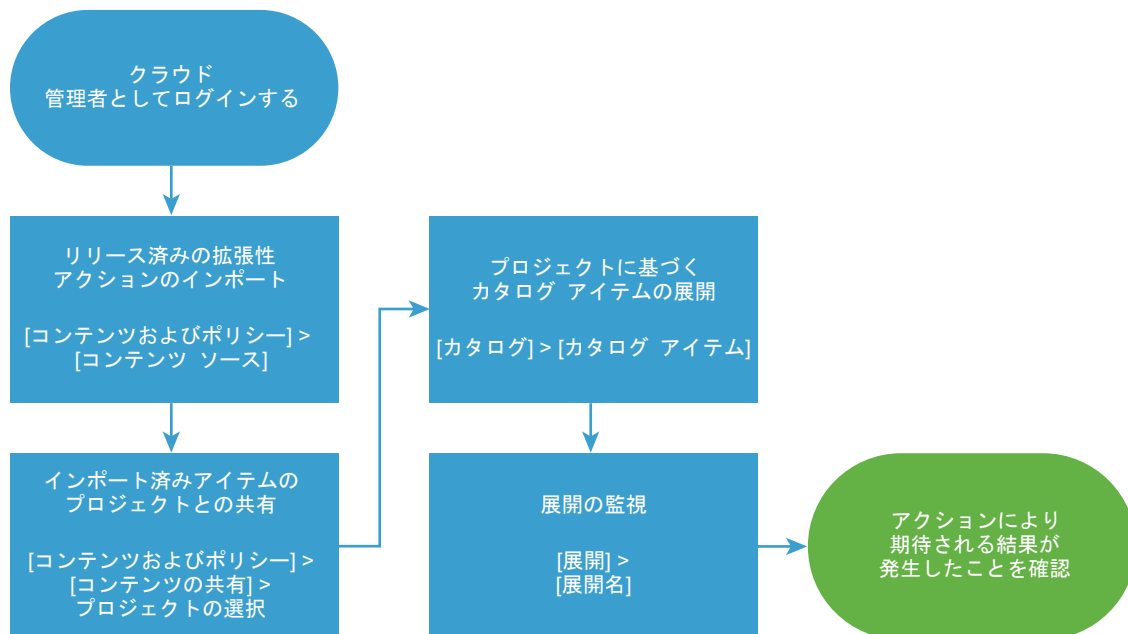 クラウド
管理者としてログインする
リリース済みの拡張性
アクションのインポート
[コンテンツおよびポリシー] >
[コンテンツ ソース]
インポート済みアイテムの
プロジェクトとの共有
[コンテンツおよびポリシー] >
[コンテンツの共有] >
プロジェクトの選択
プロジェクトに基づく
カタログ アイテムの展開
[カタログ] > [カタログ アイテム]
展開の監視
[展開] >
[展開名]
アクションにより
期待される結果が
発生したことを確認